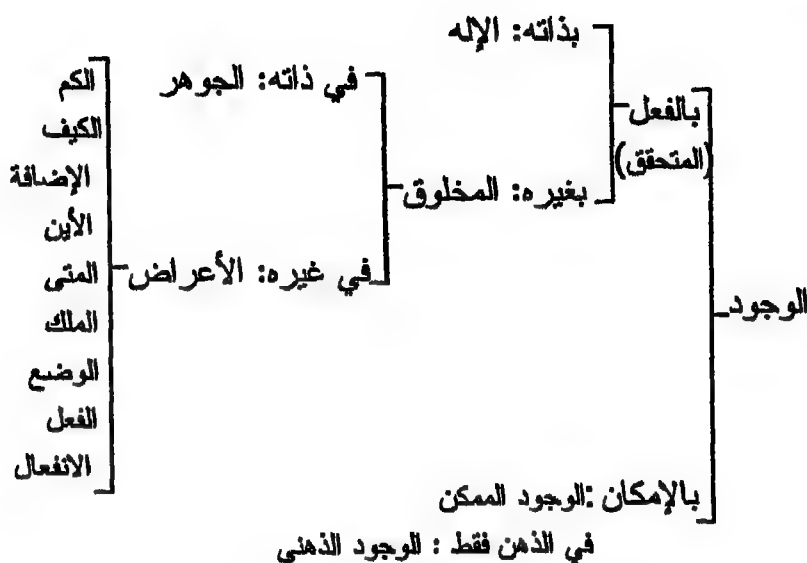 الوجود
بالفعل
(المتحقق)
بذاته: الإله
بغيره: المخلوق
في ذاته: الجوهر
في غيره: الأعراض
الكم
الكيف
الإضافة
الأين
المتى
الملك
الوضع
الفعل
الانفعال
بالإمكان :الوجود الممكن
في الذهن فقط : الوجود الذهني